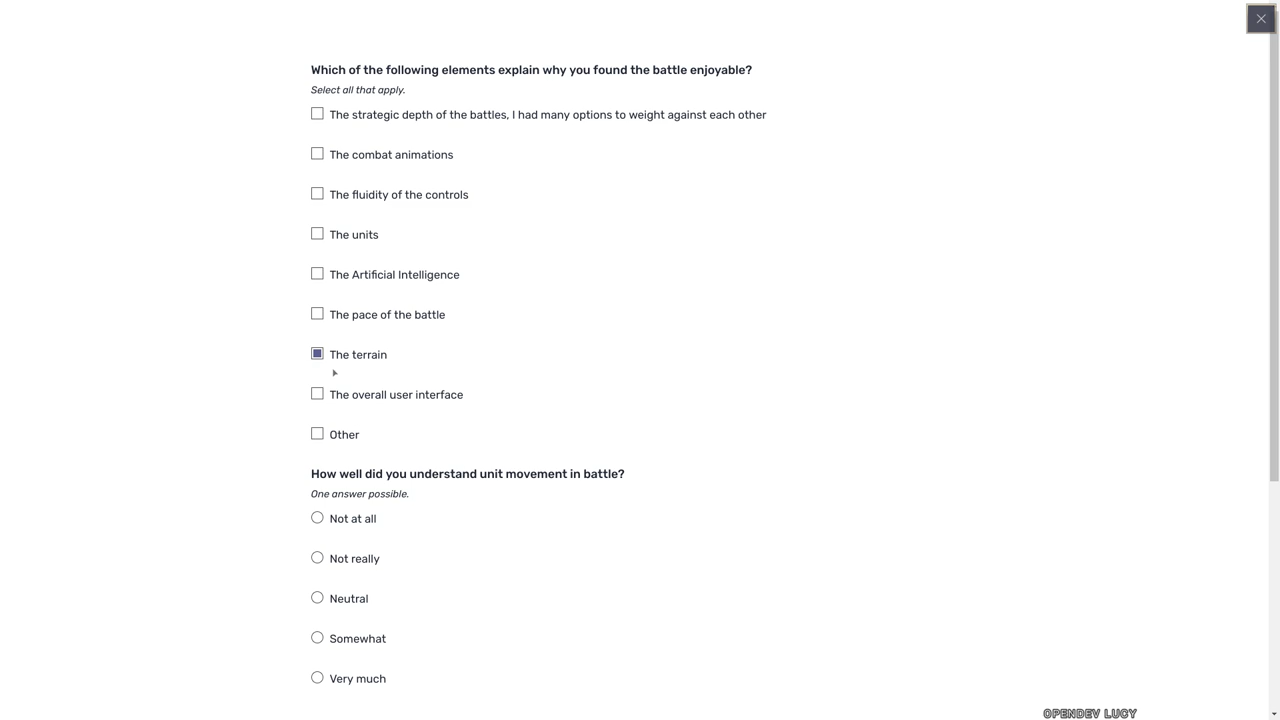 Which of the following elements explain why you found the battle enjoyable?
Select all that apply.
The strategic depth of the battles, I had many options to weight against each other
The combat animations
The fluidity of the controls
The units
The Artificial Intelligence
The pace of the battle
The terrain
The overall user interface
Other
How well did you understand unit movement in battle?
One answer possible.
Not at all
Not really
Neutral
Somewhat
Very much
OPENDEV LUCY